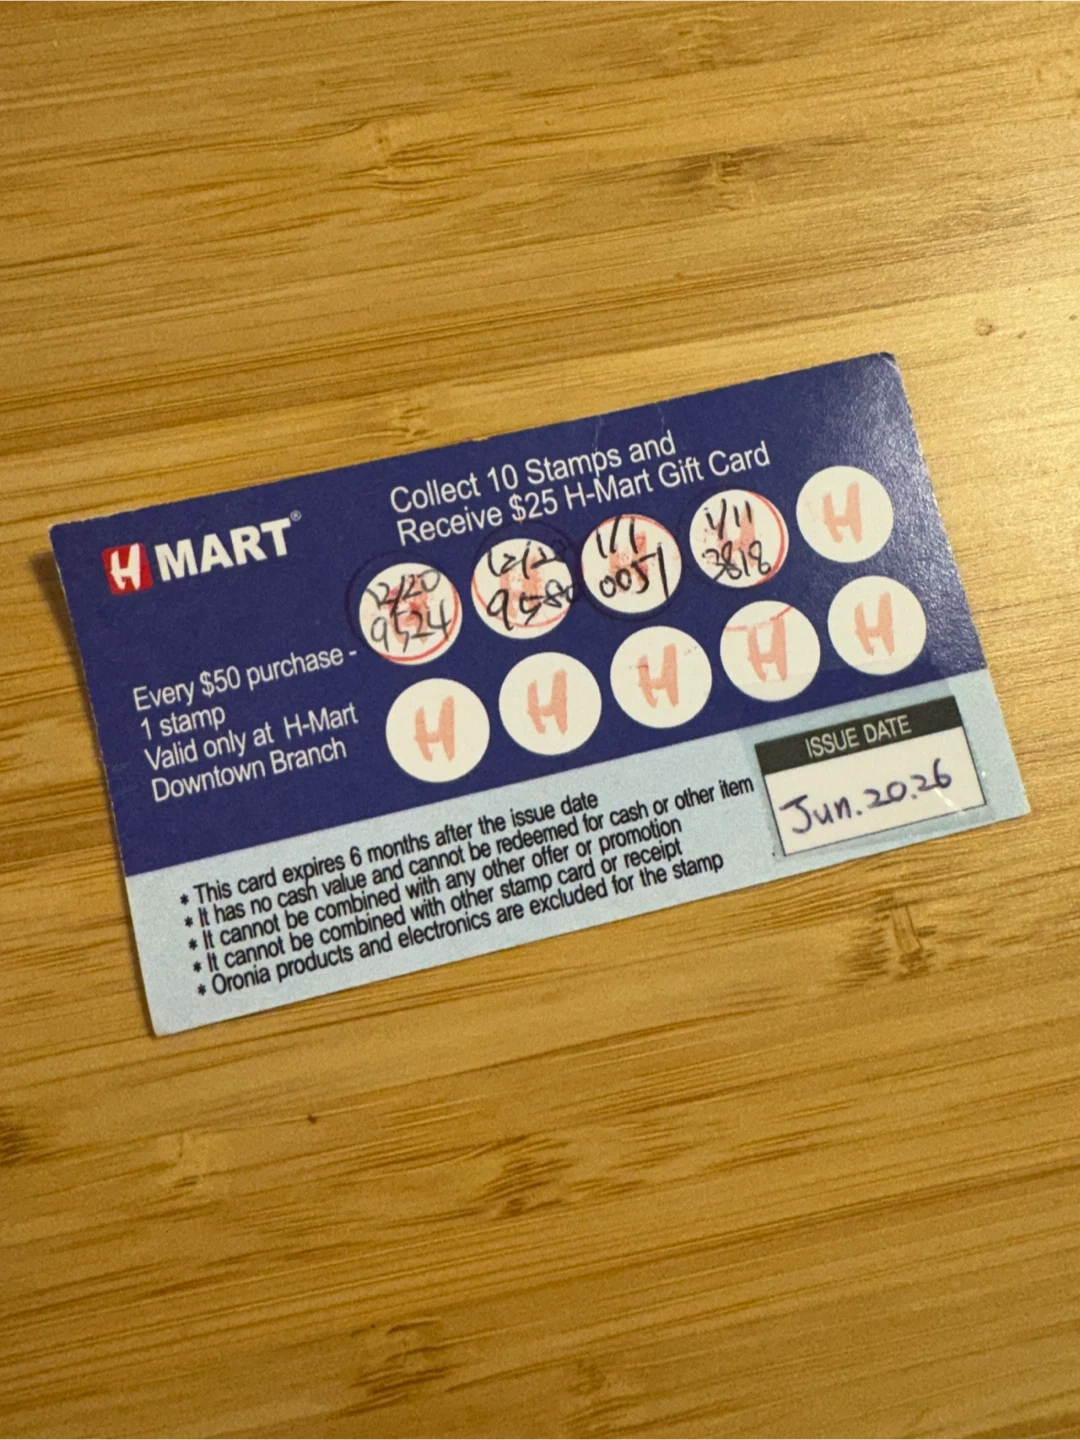 Collect 10 Stamps and
Receive $25 H-Mart Gift Card
H MART®
12/20
9524
12/20
9580
1/1
0051
1/11
3818
H
Every $50 purchase -
1 stamp
Valid only at H-Mart
Downtown Branch
H
H
H
H
H
ISSUE DATE
Jun.20.26
* This card expires 6 months after the issue date
* It has no cash value and cannot be redeemed for cash or other item
* It cannot be combined with any other offer or promotion
* It cannot be combined with other stamp card or receipt
* Oronia products and electronics are excluded for the stamp